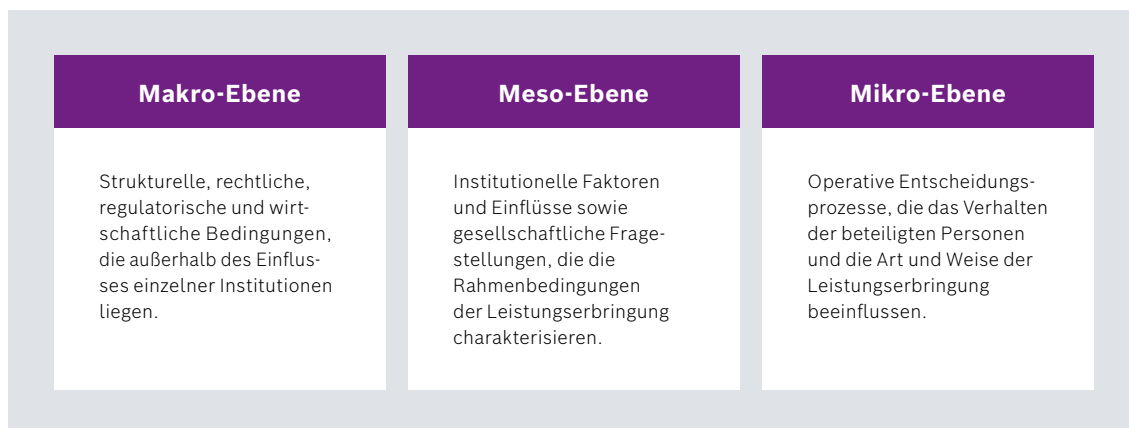 Makro-Ebene
Strukturelle, rechtliche,
regulatorische und wirt-
schaftliche Bedingungen,
die außerhalb des Einflus-
ses einzelner Institutionen
liegen.
Meso-Ebene
Institutionelle Faktoren
und Einflüsse sowie
gesellschaftliche Frage-
stellungen, die die
Rahmenbedingungen
der Leistungserbringung
charakterisieren.
Mikro-Ebene
Operative Entscheidungs-
prozesse, die das Verhalten
der beteiligten Personen
und die Art und Weise der
Leistungserbringung
beeinflussen.